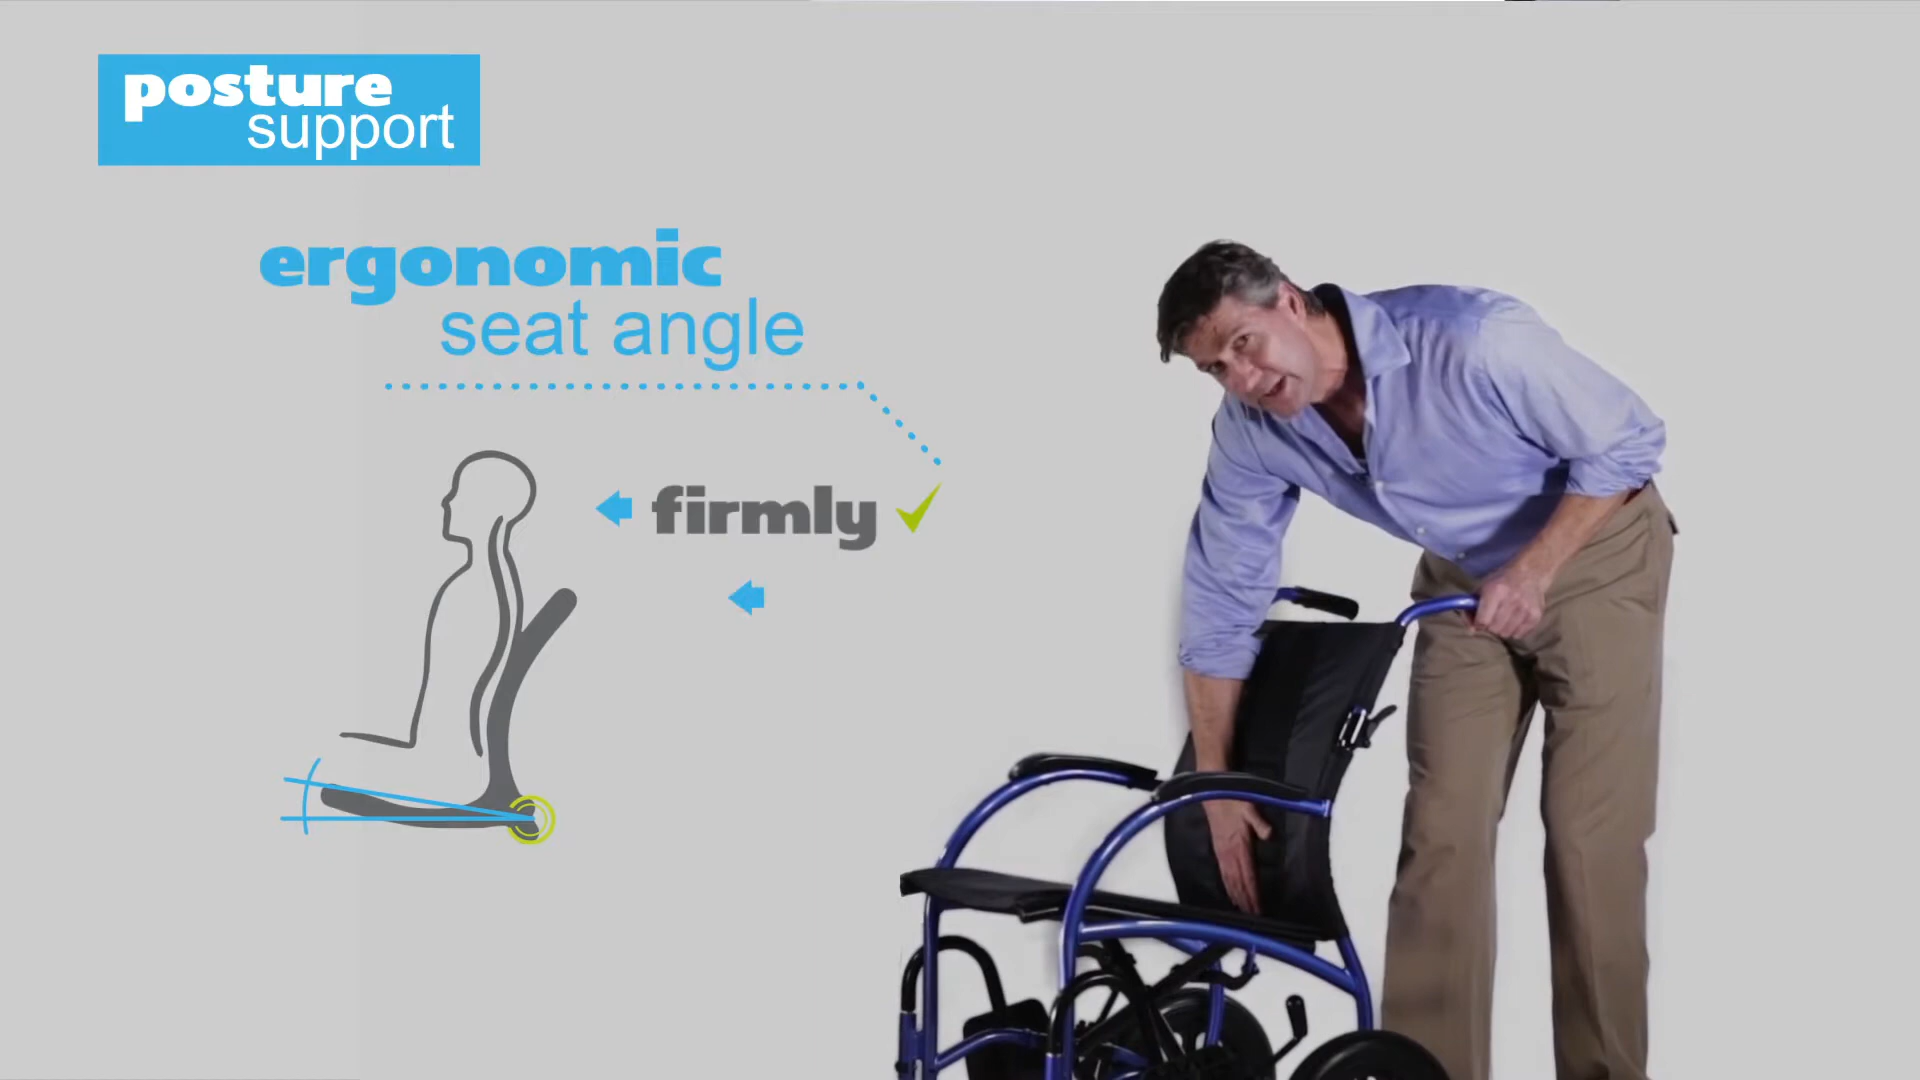 posture
support
ergonomic
seat angle
firmly